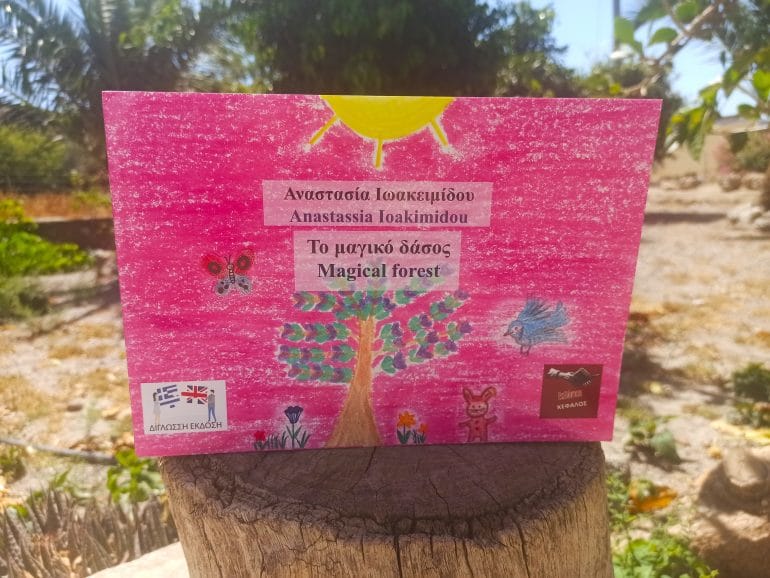 Αναστασία Ιωακειμίδου
Anastassia Ioakimidou
Το μαγικό δάσος
Magical forest
ΔΙΓΛΩΣΣΗ ΕΚΔΟΣΗ
ΚΕΦΑΛΟΣ